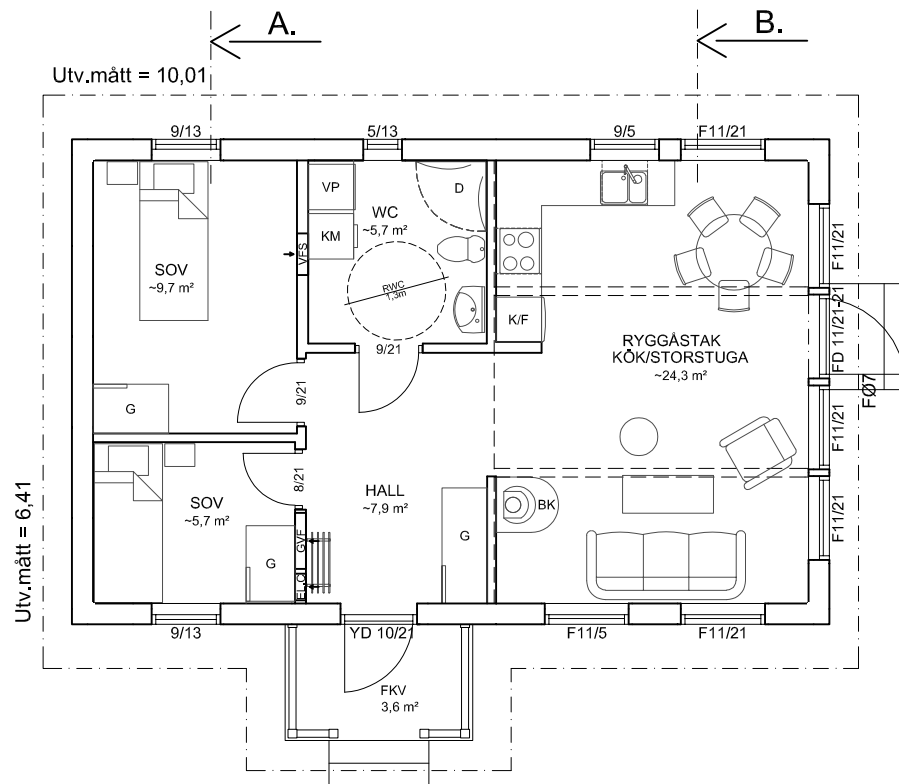 A.
B.
Utv.mått = 10,01
9/13
5/13
9/5
F11/21
VP
KM
WC
~5,7 m²
D
VFS
SOV
~9,7 m²
RWC
1,3m
F11/21
K/F
9/21
RYGGÅSTAK
KÖK/STORSTUGA
~24,3 m²
FD 11/21-21
FØ7
9/21
G
F11/21
8/21
SOV
~5,7 m²
HALL
~7,9 m²
G
BK
F11/21
Utv.mått = 6,41
GVF
G
ELC
9/13
YD 10/21
F11/5
F11/21
FKV
3,6 m²